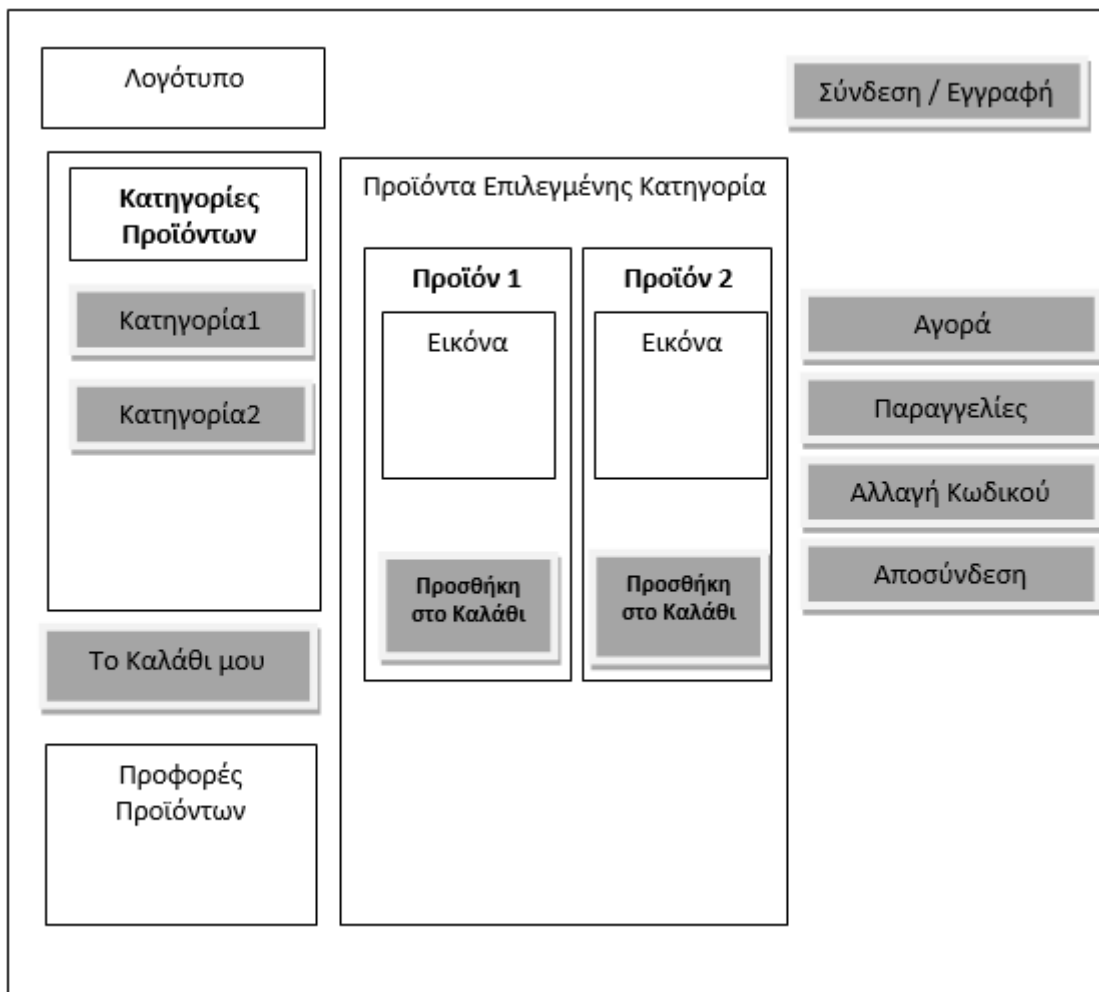 Λογότυπο
Σύνδεση / Εγγραφή
Κατηγορίες
Προϊόντων
Κατηγορία1
Κατηγορία2
Το Καλάθι μου
Προφορές
Προϊόντων
Προϊόντα Επιλεγμένης Κατηγορία
Προϊόν 1
Εικόνα
Προσθήκη
στο Καλάθι
Προϊόν 2
Εικόνα
Προσθήκη
στο Καλάθι
Αγορά
Παραγγελίες
Αλλαγή Κωδικού
Αποσύνδεση